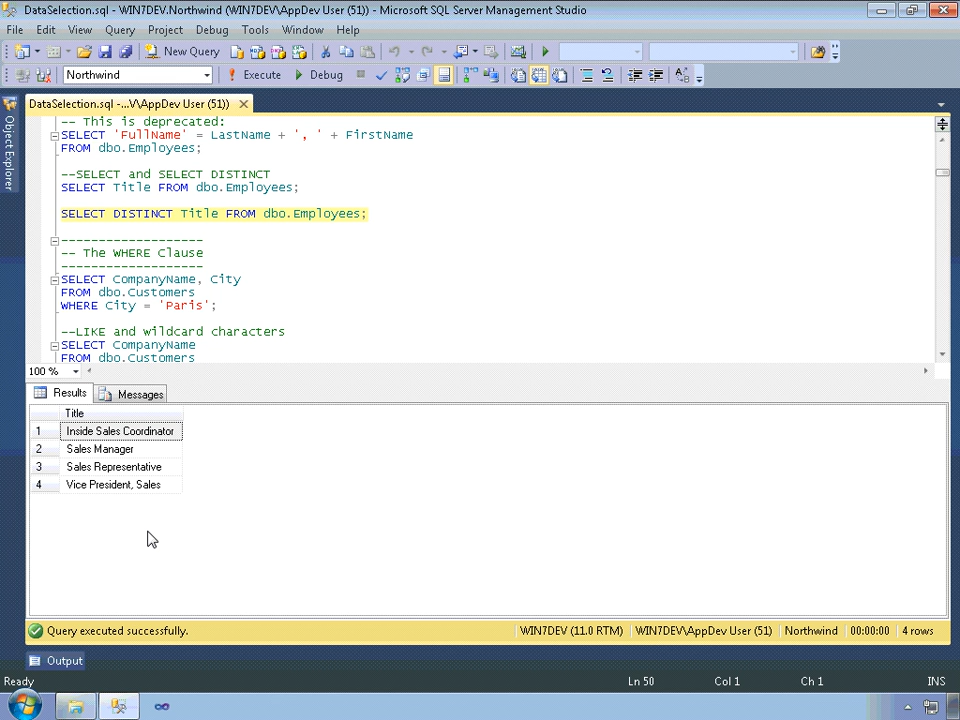 DataSelection.sql - WIN7DEV.Northwind (WIN7DEV\AppDev User (51)) - Microsoft SQL Server Management Studio
File Edit View Query Project Debug Tools Window Help
New Query
Northwind Execute Debug
Object Explorer
DataSelection.sql -...V\AppDev User (51))
-- This is deprecated:
SELECT 'FullName' = LastName + ', ' + FirstName
FROM dbo.Employees;
--SELECT and SELECT DISTINCT
SELECT Title FROM dbo.Employees;
SELECT DISTINCT Title FROM dbo.Employees;
-------------------
-- The WHERE Clause
-------------------
SELECT CompanyName, City
FROM dbo.Customers
WHERE City = 'Paris';
--LIKE and wildcard characters
SELECT CompanyName
FROM dbo.Customers
100 %
Results Messages
Title
1 Inside Sales Coordinator
2 Sales Manager
3 Sales Representative
4 Vice President, Sales
Query executed successfully. WIN7DEV (11.0 RTM) WIN7DEV\AppDev User (51) Northwind 00:00:00 4 rows
Output
Ready Ln 50 Col 1 Ch 1 INS